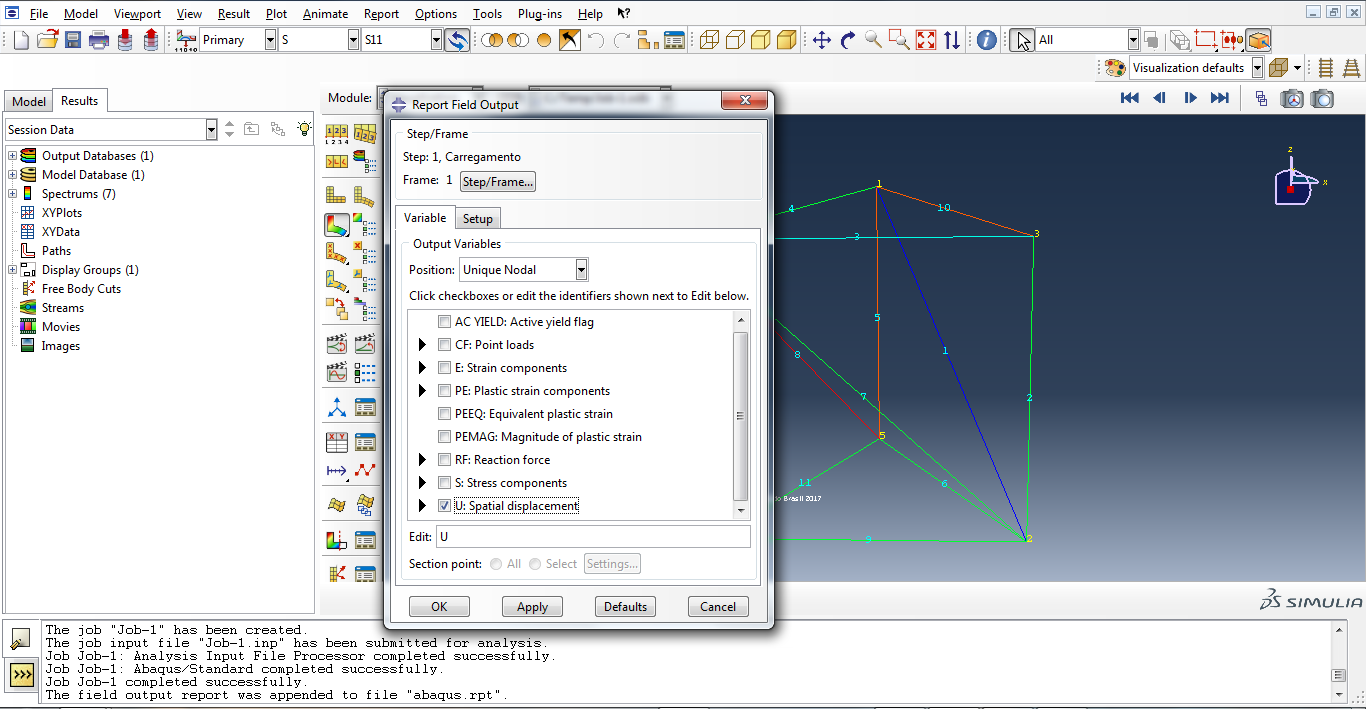 File Model Viewport View Result Plot Animate Report Options Tools Plug-ins Help
Primary S S11 All
Visualization defaults
Model Results
Module:
Session Data
Output Databases (1)
Model Database (1)
Spectrums (7)
XYPlots
XYData
Paths
Display Groups (1)
Free Body Cuts
Streams
Movies
Images
Report Field Output
Step/Frame
Step: 1, Carregamento
Frame: 1 Step/Frame...
Variable Setup
Output Variables
Position: Unique Nodal
Click checkboxes or edit the identifiers shown next to Edit below.
AC YIELD: Active yield flag
CF: Point loads
E: Strain components
PE: Plastic strain components
PEEQ: Equivalent plastic strain
PEMAG: Magnitude of plastic strain
RF: Reaction force
S: Stress components
U: Spatial displacement
Edit: U
Section point: All Select Settings...
OK Apply Defaults Cancel
z
x
1
4
10
3
3
5
1
8
7
2
5
11
6
do Brasil 2017
9
2
SIMULIA
The job "Job-1" has been created.
The job input file "Job-1.inp" has been submitted for analysis.
Job Job-1: Analysis Input File Processor completed successfully.
Job Job-1: Abaqus/Standard completed successfully.
Job Job-1 completed successfully.
The field output report was appended to file "abaqus.rpt".